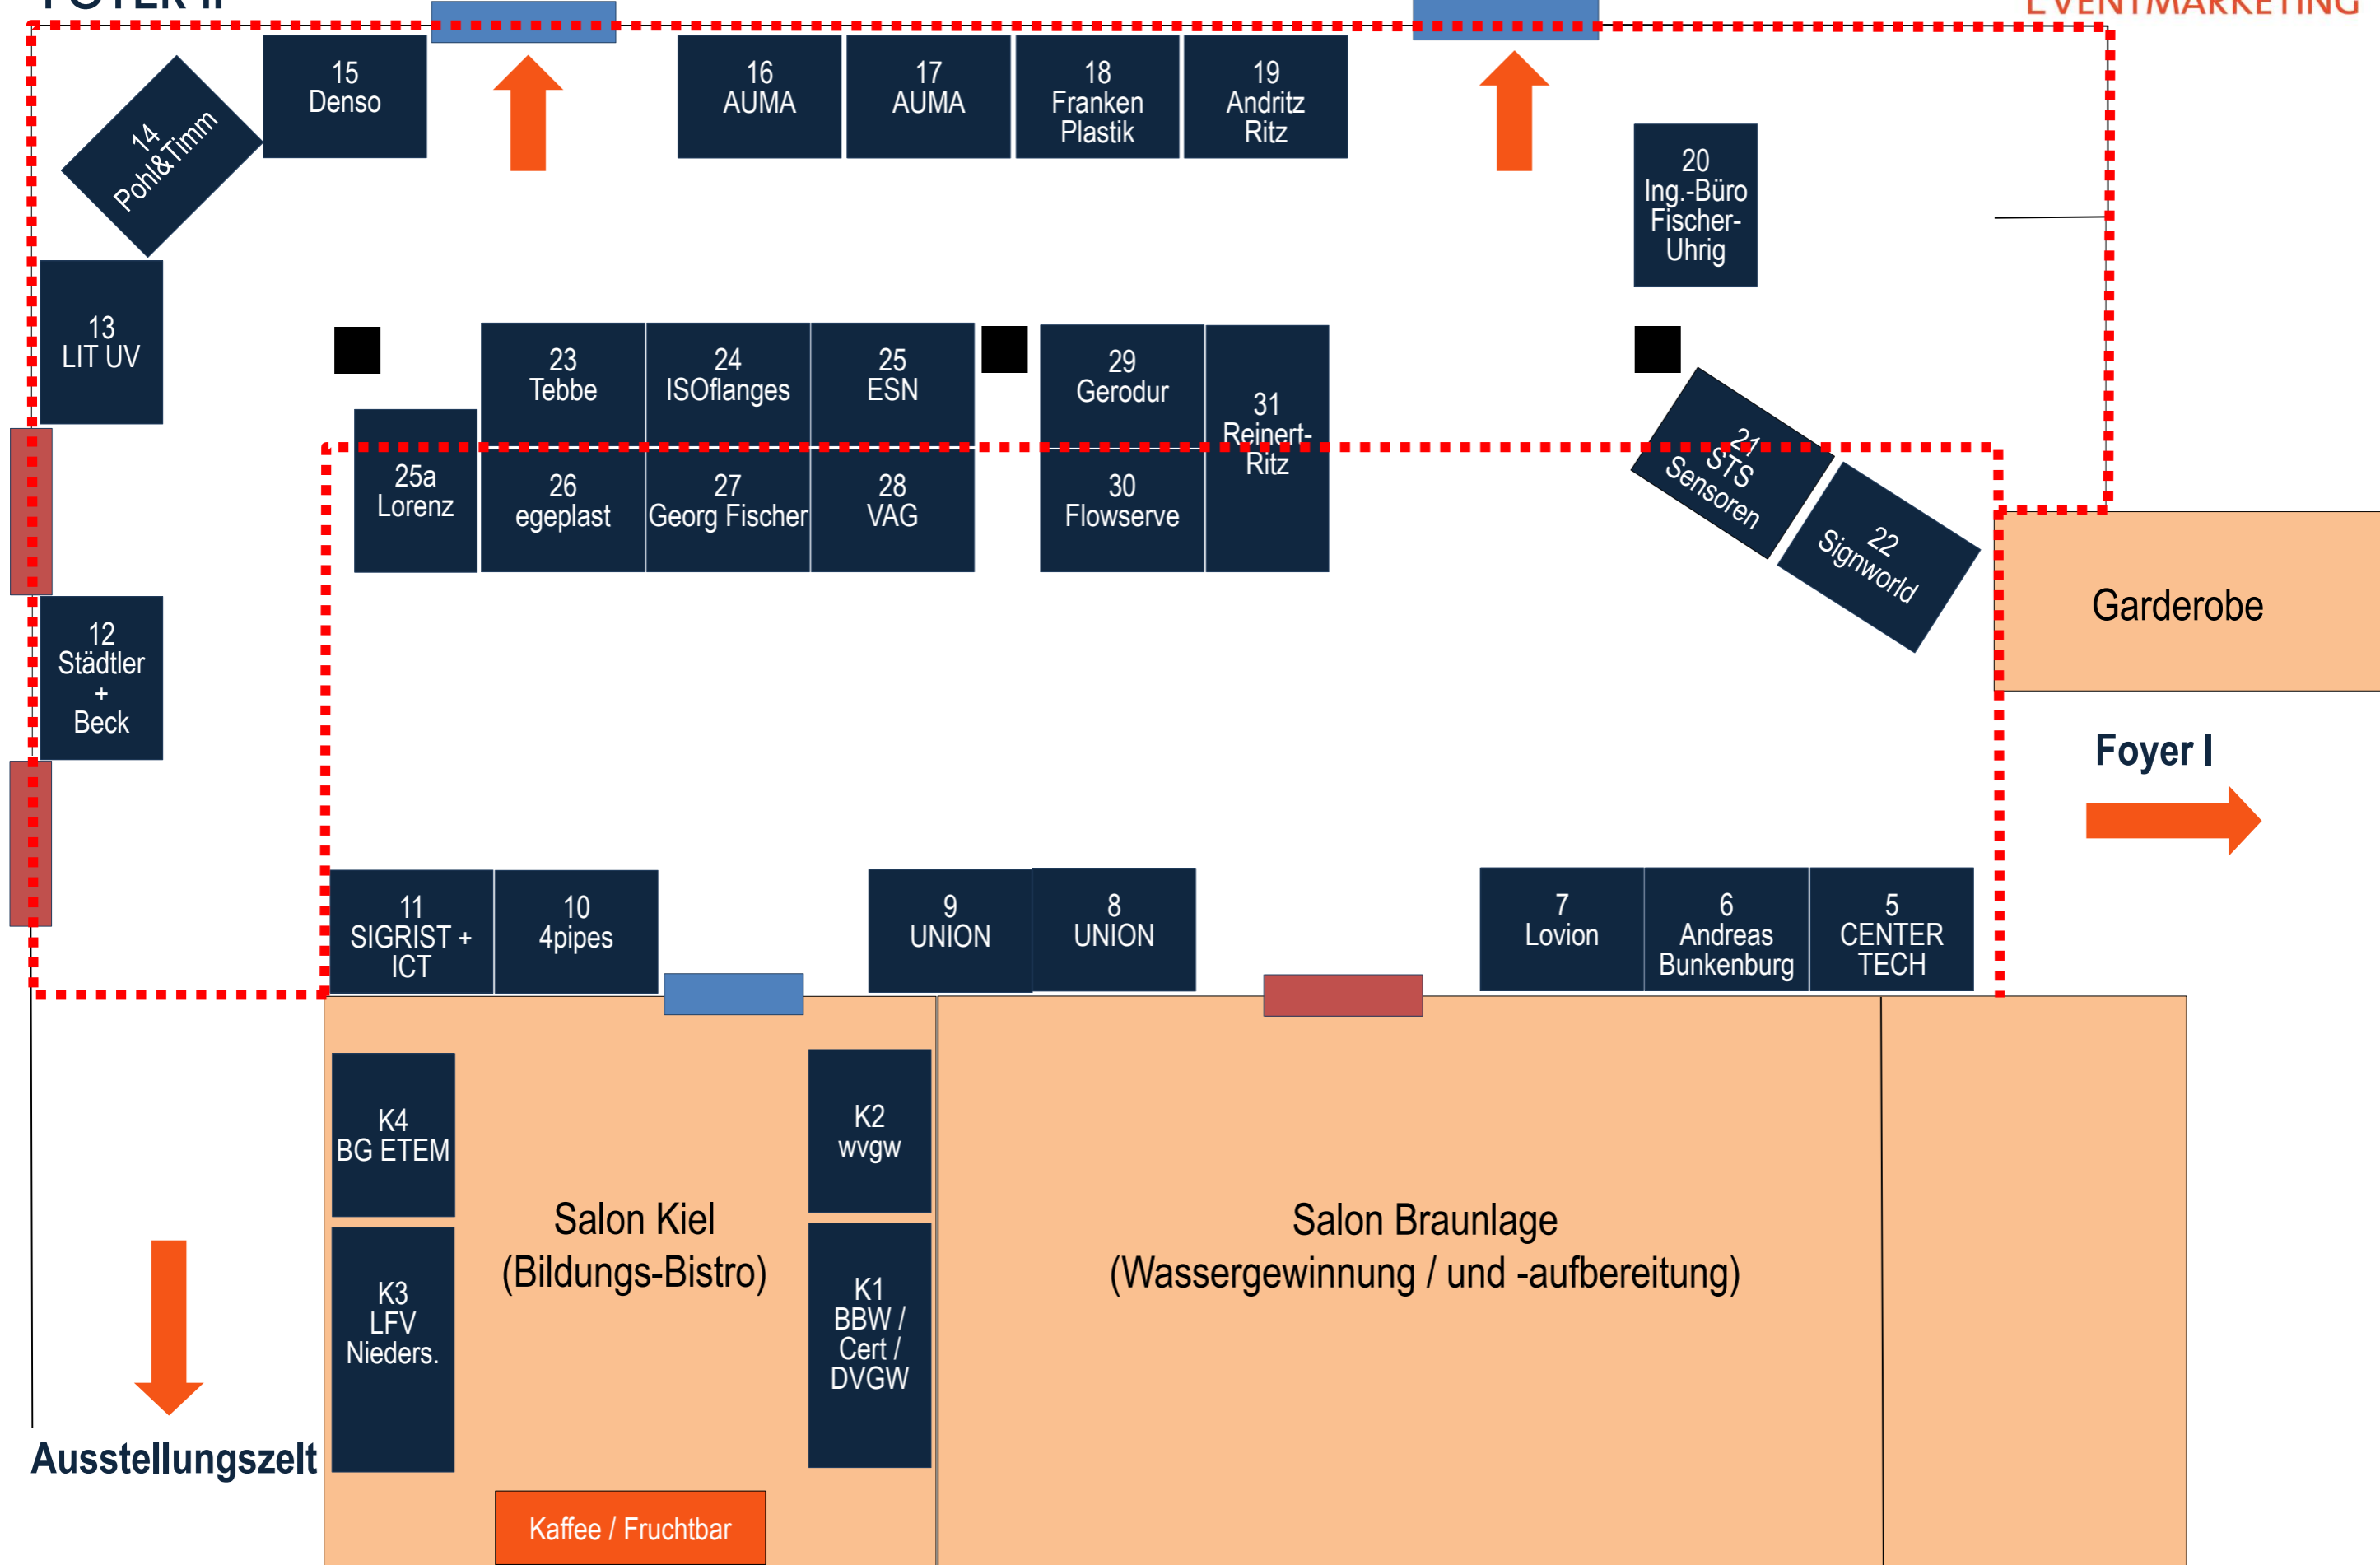 FOYER II
EVENTMARKETING
15
Denso
16
AUMA
17
AUMA
18
Franken
Plastik
19
Andritz
Ritz
14
Pohl&Timm
20
Ing.-Büro
Fischer-
Uhrig
13
LIT UV
23
Tebbe
24
ISOflanges
25
ESN
29
Gerodur
31
Reinert-
Ritz
21
STS
Sensoren
25a
Lorenz
26
egeplast
27
Georg Fischer
28
VAG
30
Flowserve
22
Signworld
Garderobe
12
Städtler
+
Beck
Foyer I
11
SIGRIST +
ICT
10
4pipes
9
UNION
8
UNION
7
Lovion
6
Andreas
Bunkenburg
5
CENTER
TECH
K4
BG ETEM
K2
wvgw
Salon Kiel
(Bildungs-Bistro)
Salon Braunlage
(Wassergewinnung / und -aufbereitung)
K3
LFV
Nieders.
K1
BBW /
Cert /
DVGW
Ausstellungszelt
Kaffee / Fruchtbar